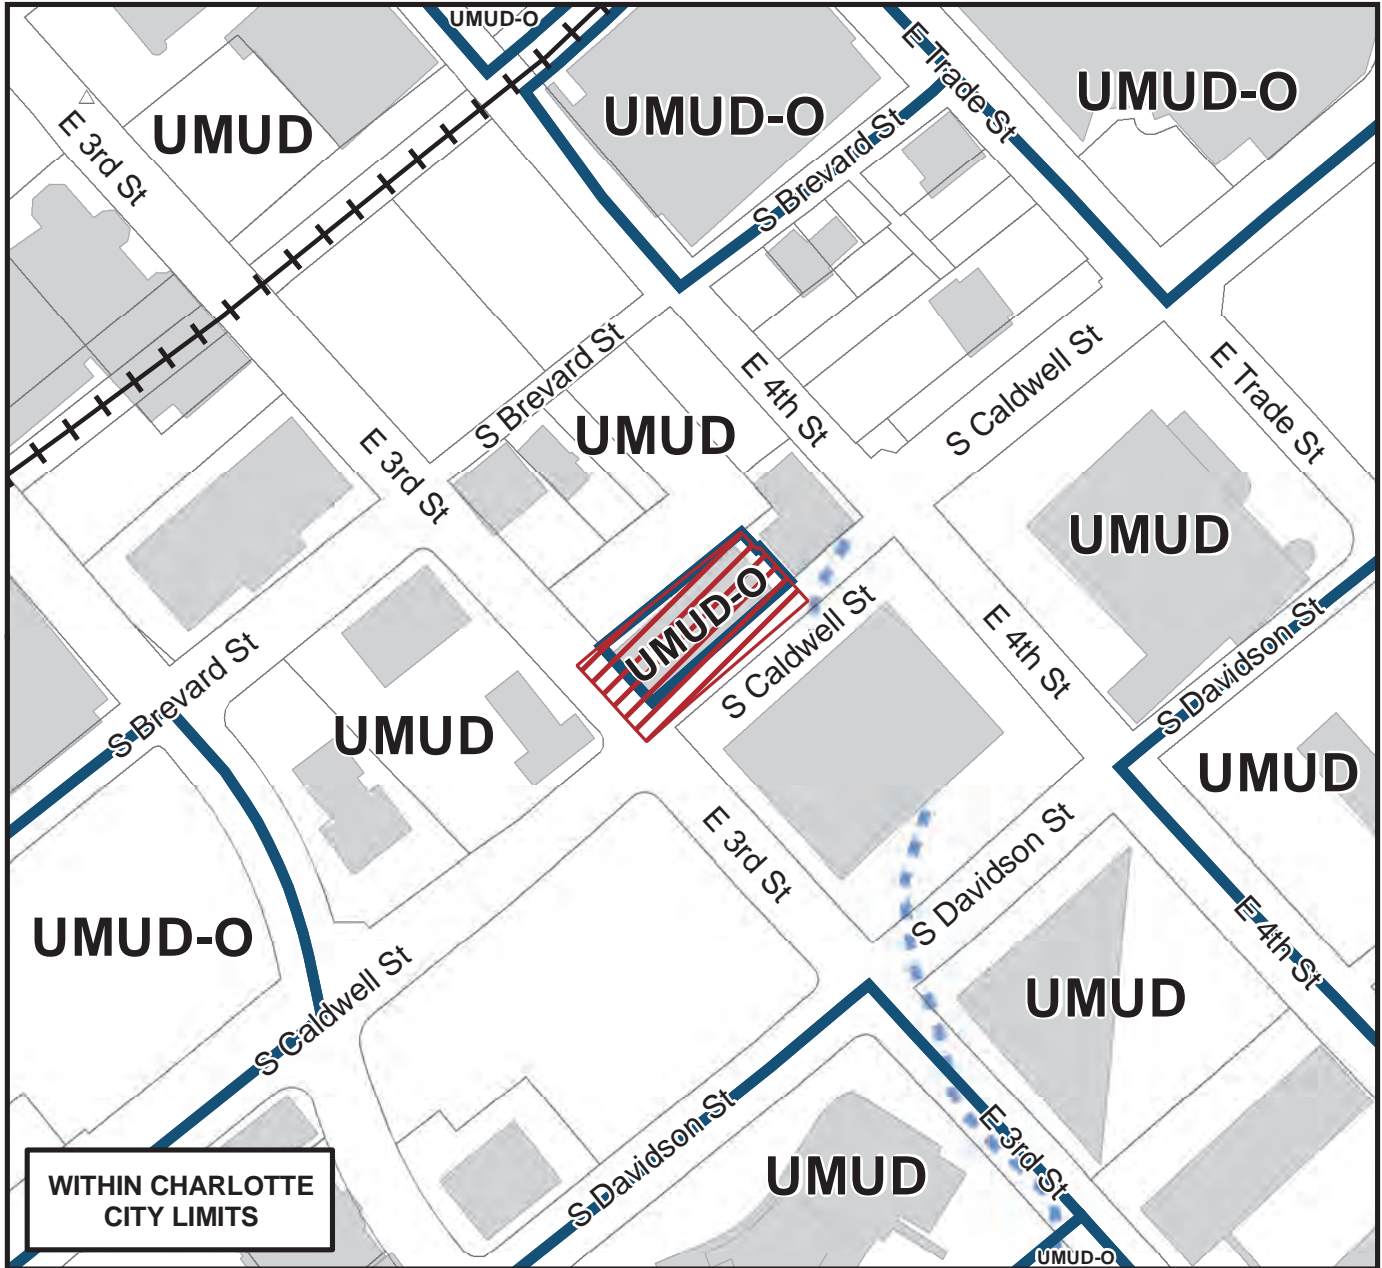 UMUD-O
E Trade St
UMUD-O
UMUD-O
UMUD
E 3rd St
S Brevard St
S Brevard St
E 4th St
S Caldwell St
E Trade St
UMUD
E 3rd St
UMUD
UMUD-O
S Caldwell St
E 4th St
S Davidson St
S Brevard St
UMUD
UMUD
E 3rd St
S Davidson St
UMUD-O
E 4th St
S Caldwell St
UMUD
S Davidson St
E 3rd St
UMUD
WITHIN CHARLOTTE
CITY LIMITS
UMUD-O